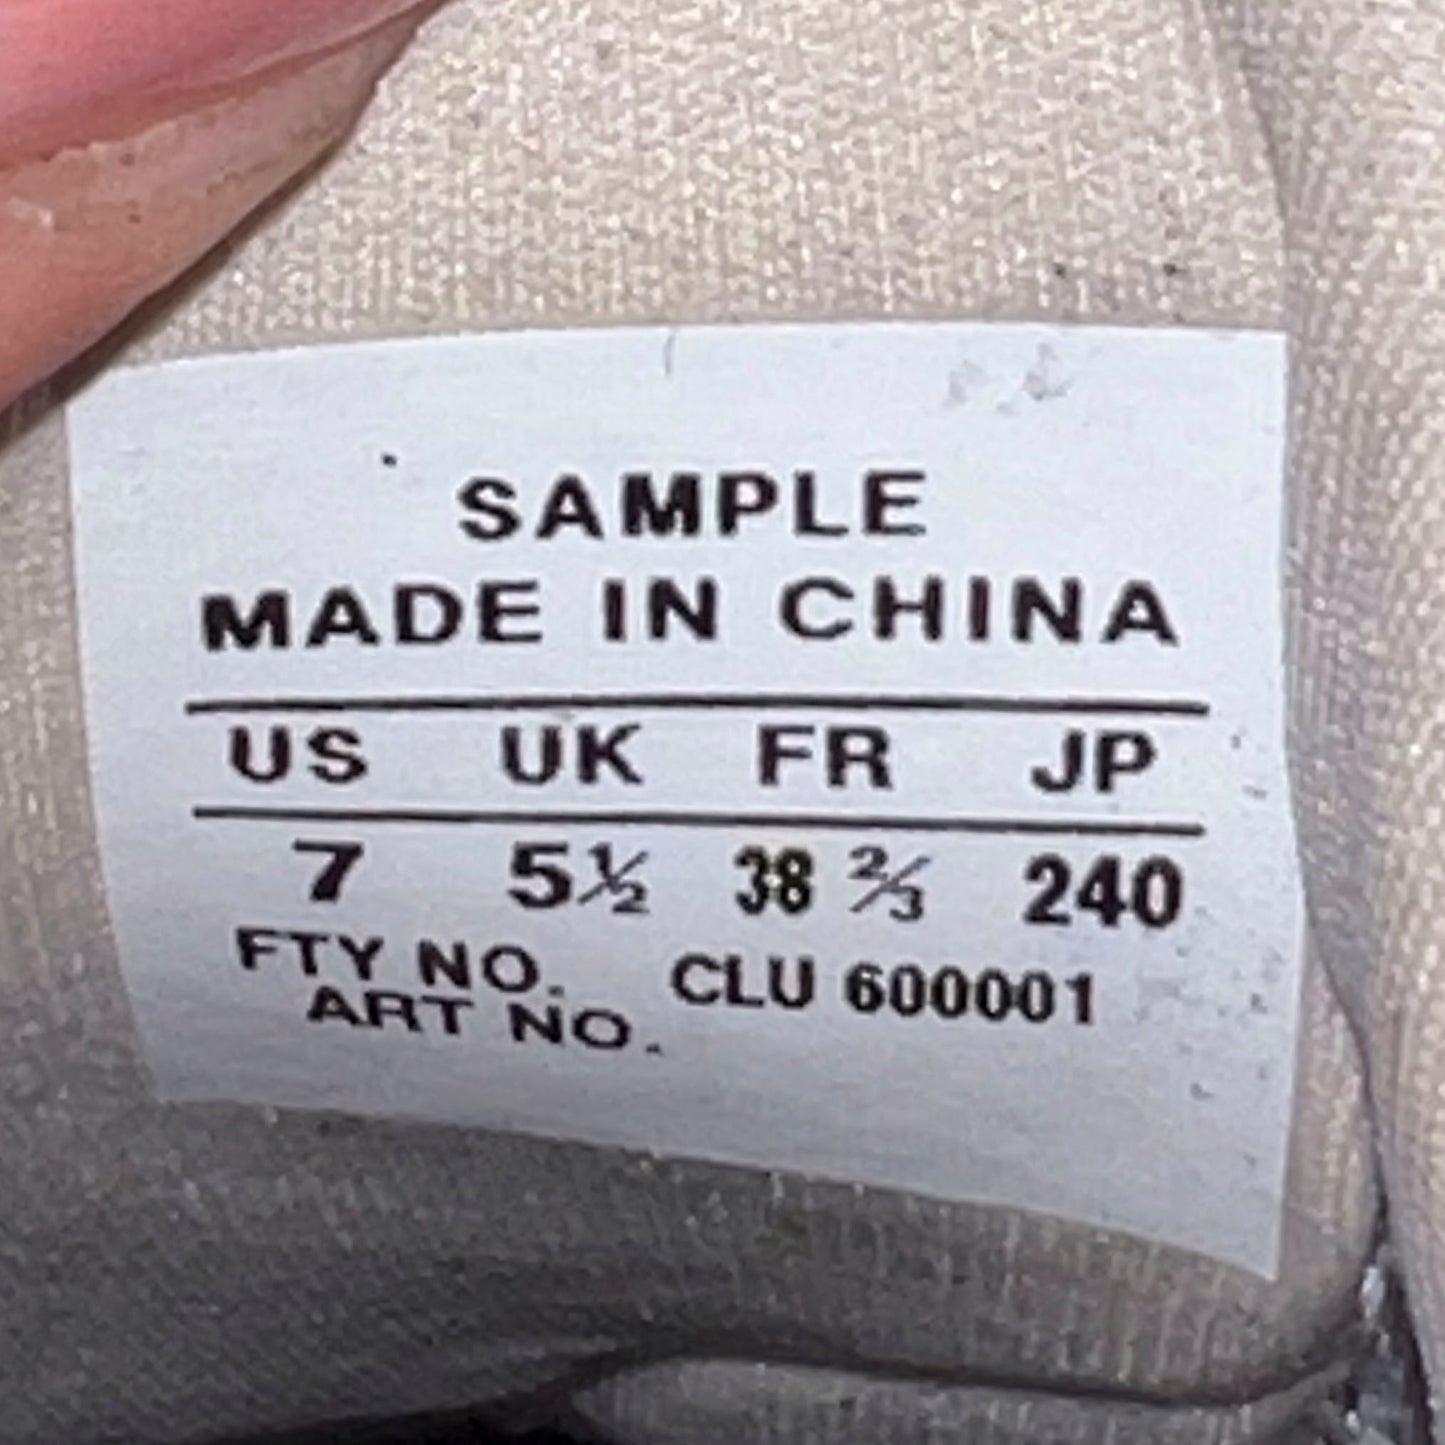 SAMPLE
MADE IN CHINA
US UK FR JP
7 5½ 38 ⅔ 240
FTY NO. CLU 600001
ART NO.